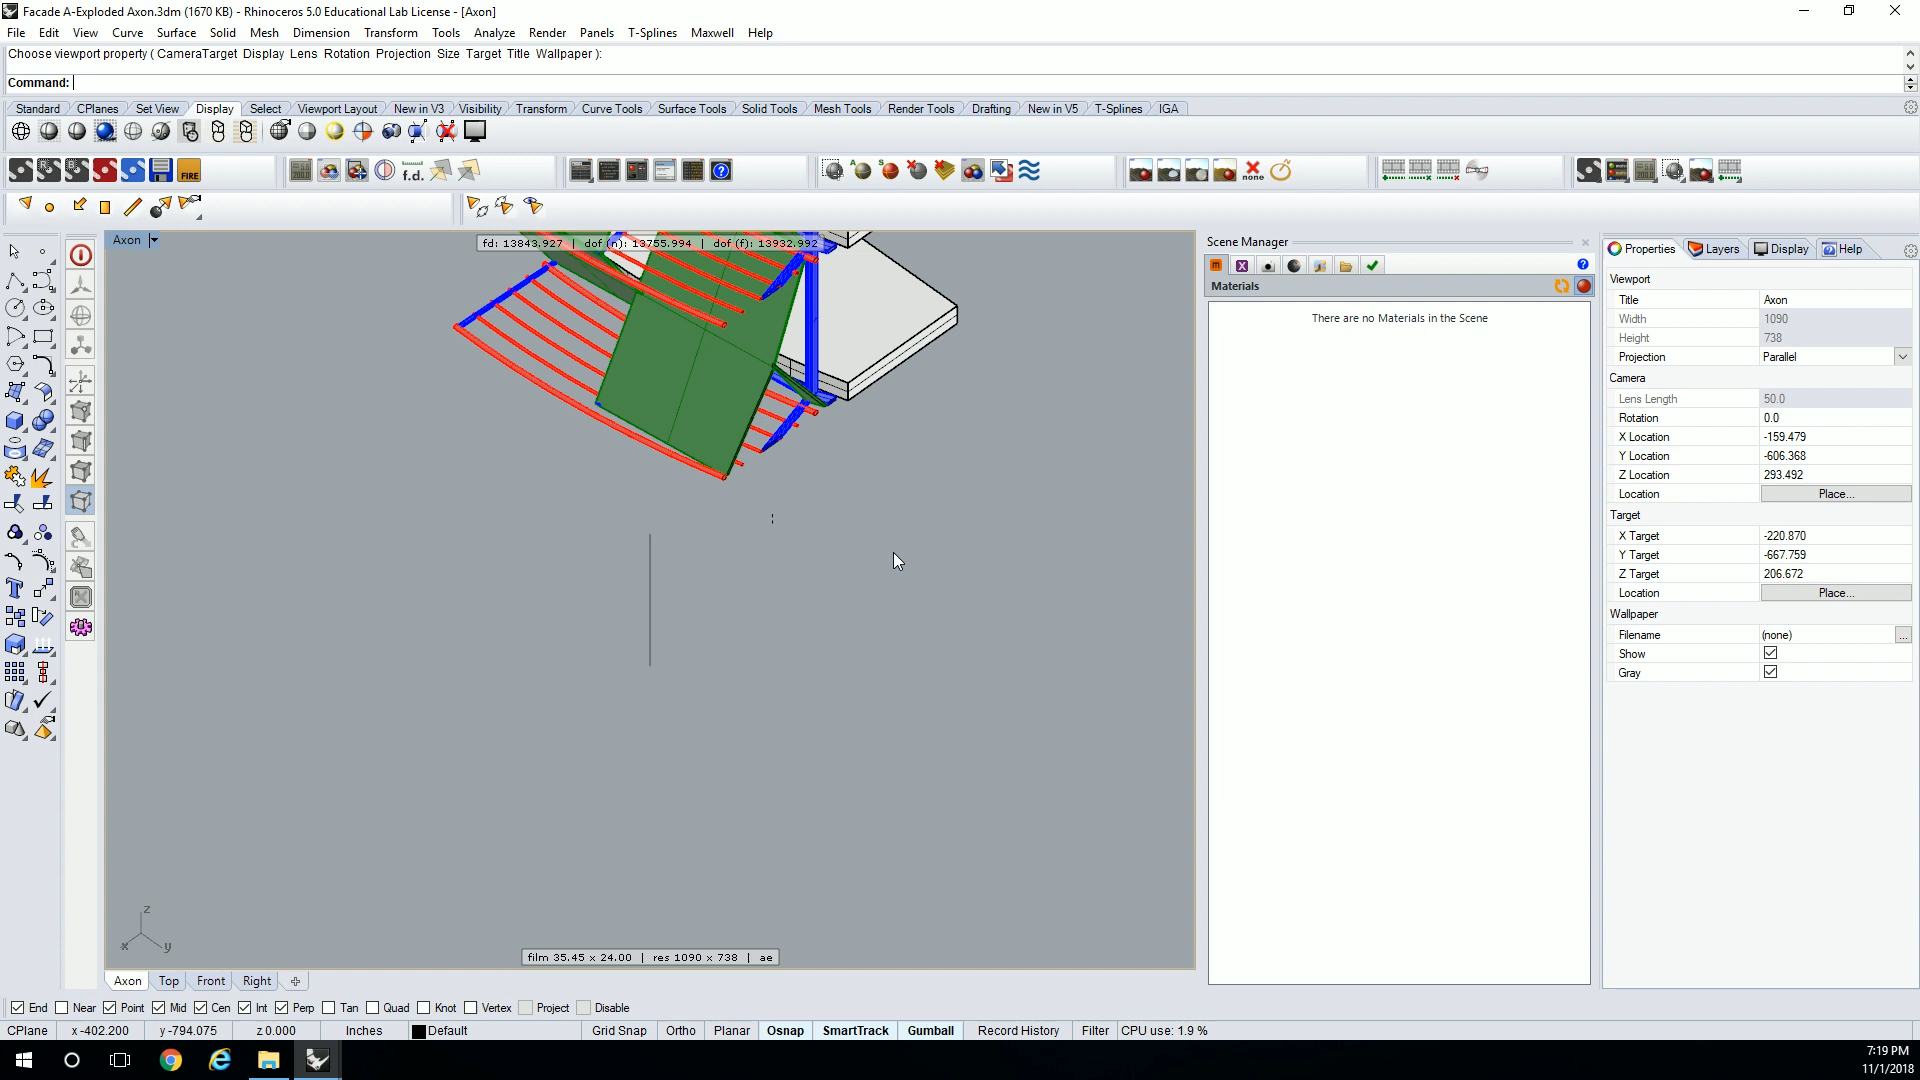 Facade A-Exploded Axon.3dm (1670 KB) - Rhinoceros 5.0 Educational Lab License - [Axon]
File Edit View Curve Surface Solid Mesh Dimension Transform Tools Analyze Render Panels T-Splines Maxwell Help
Choose viewport property ( CameraTarget Display Lens Rotation Projection Size Target Title Wallpaper ):
Command:
Standard CPlanes Set View Display Select Viewport Layout New in V3 Visibility Transform Curve Tools Surface Tools Solid Tools Mesh Tools Render Tools Drafting New in V5 T-Splines IGA
FIRE f.d. none
Axon
fd: 13843.927 | dof (n): 13755.994 | dof (f): 13932.992
Scene Manager
Materials
There are no Materials in the Scene
Properties Layers Display Help
Viewport
Title Axon
Width 1090
Height 738
Projection Parallel
Camera
Lens Length 50.0
Rotation 0.0
X Location -159.479
Y Location -606.368
Z Location 293.492
Location Place...
Target
X Target -220.870
Y Target -667.759
Z Target 206.672
Location Place...
Wallpaper
Filename (none) ...
Show
Gray
z
x y
film 35.45 x 24.00 | res 1090 x 738 | ae
Axon Top Front Right
End Near Point Mid Cen Int Perp Tan Quad Knot Vertex Project Disable
CPlane x -402.200 y -794.075 z 0.000 Inches Default Grid Snap Ortho Planar Osnap SmartTrack Gumball Record History Filter CPU use: 1.9 %
7:19 PM
11/1/2018